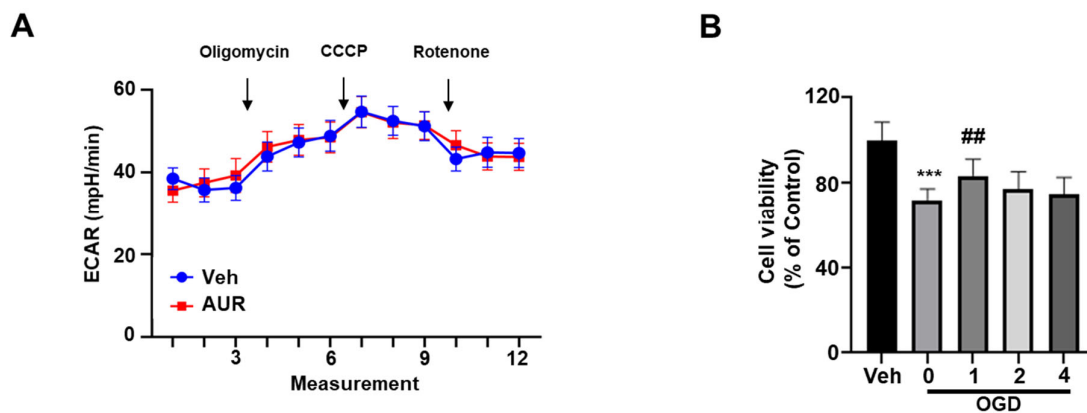 A
Oligomycin
CCCP
Rotenone
60
40
20
0
ECAR (mpH/min)
Veh
AUR
3
6
9
12
Measurement
B
120
80
40
0
Cell viability
(% of Control)
***
##
Veh
0
1
2
4
OGD